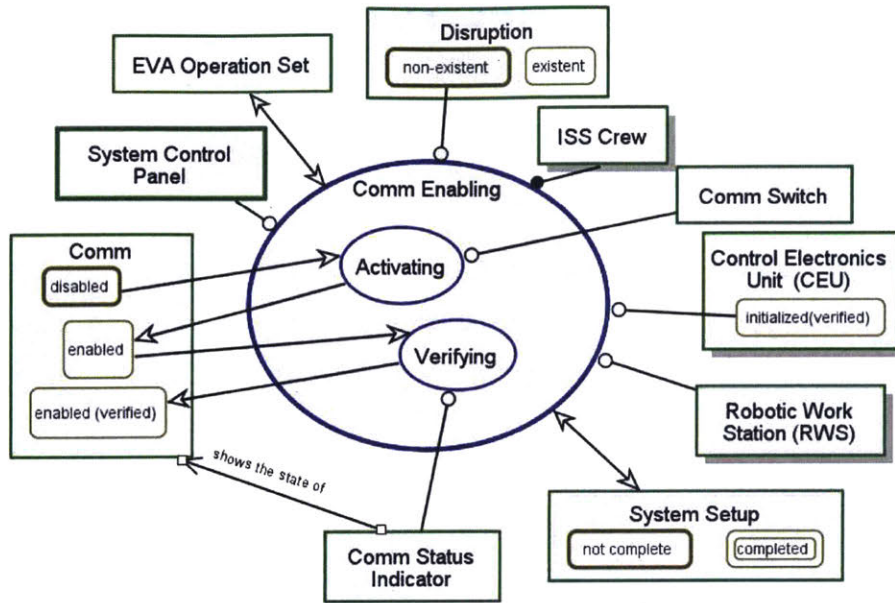 Disruption
non-existent
existent
EVA Operation Set
ISS Crew
System Control
Panel
Comm Enabling
Comm Switch
Comm
disabled
Activating
Control Electronics
Unit (CEU)
initialized(verified)
enabled
Verifying
enabled (verified)
Robotic Work
Station (RWS)
shows the state of
System Setup
not complete
completed
Comm Status
Indicator